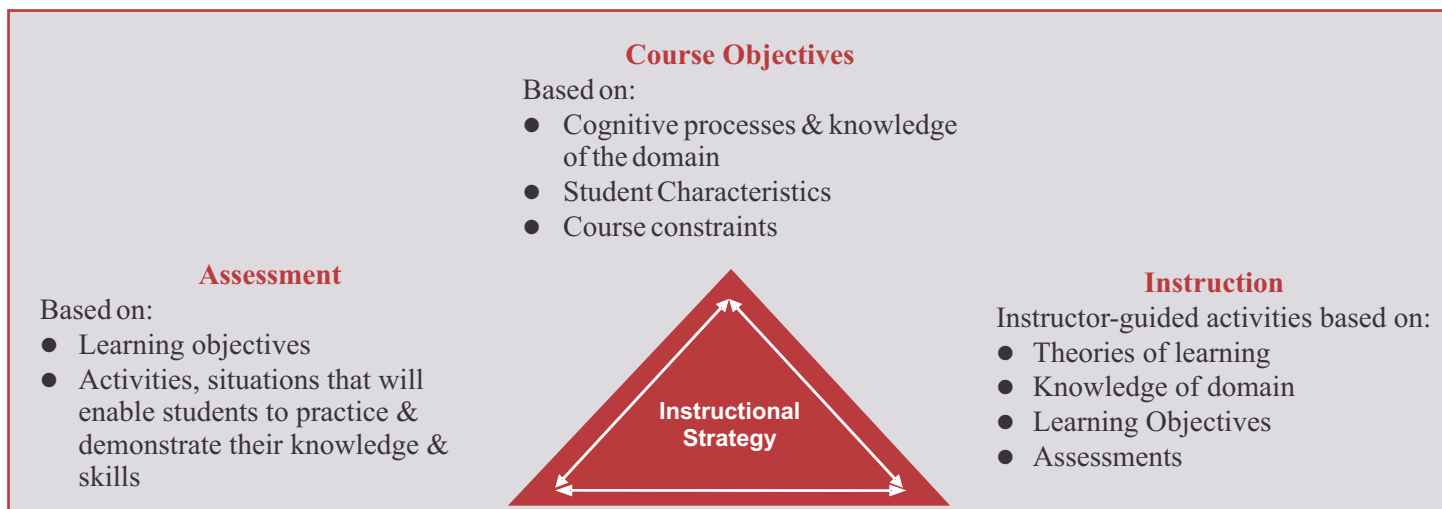 Course Objectives
Based on:
● Cognitive processes & knowledge
of the domain
● Student Characteristics
● Course constraints
Assessment
Based on:
● Learning objectives
● Activities, situations that will
enable students to practice &
demonstrate their knowledge &
skills
Instructional
Strategy
Instruction
Instructor-guided activities based on:
● Theories of learning
● Knowledge of domain
● Learning Objectives
● Assessments